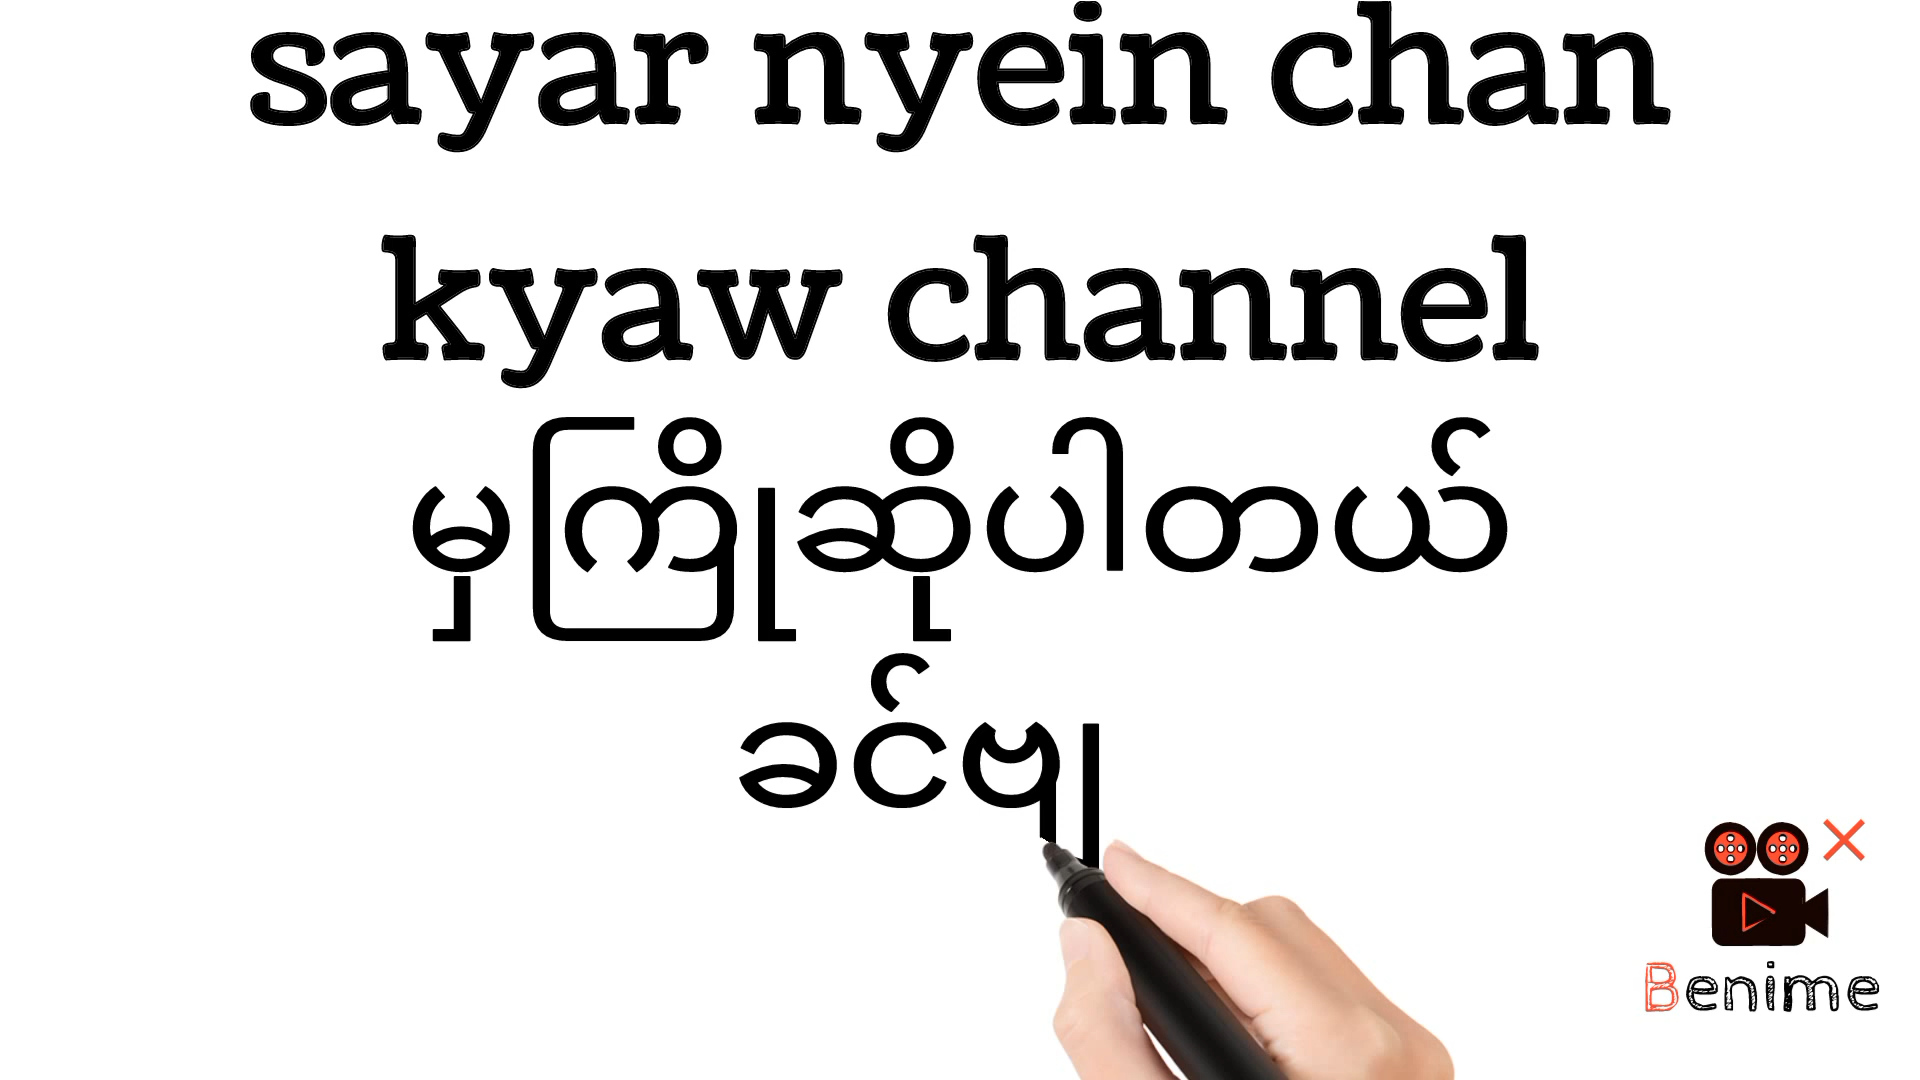 sayar nyein chan
kyaw channel
မှကြိုဆိုပါတယ်
ခင်ဗျ
Benime